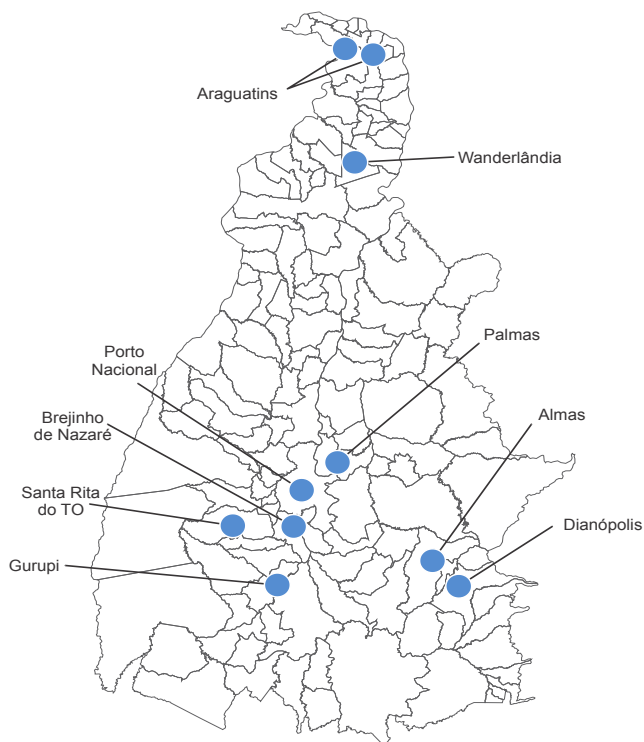 Araguatins
Wanderlândia
Palmas
Porto
Nacional
Almas
Brejinho
de Nazaré
Santa Rita
do TO
Dianópolis
Gurupi